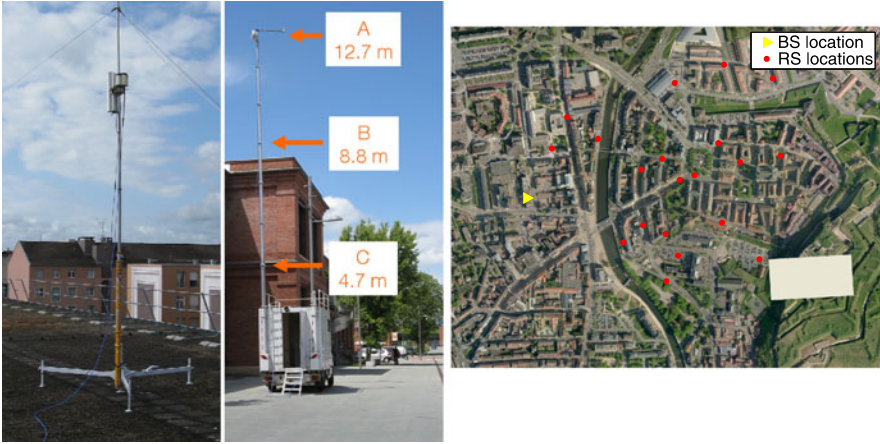 A
12.7 m
B
8.8 m
C
4.7 m
BS location
RS locations